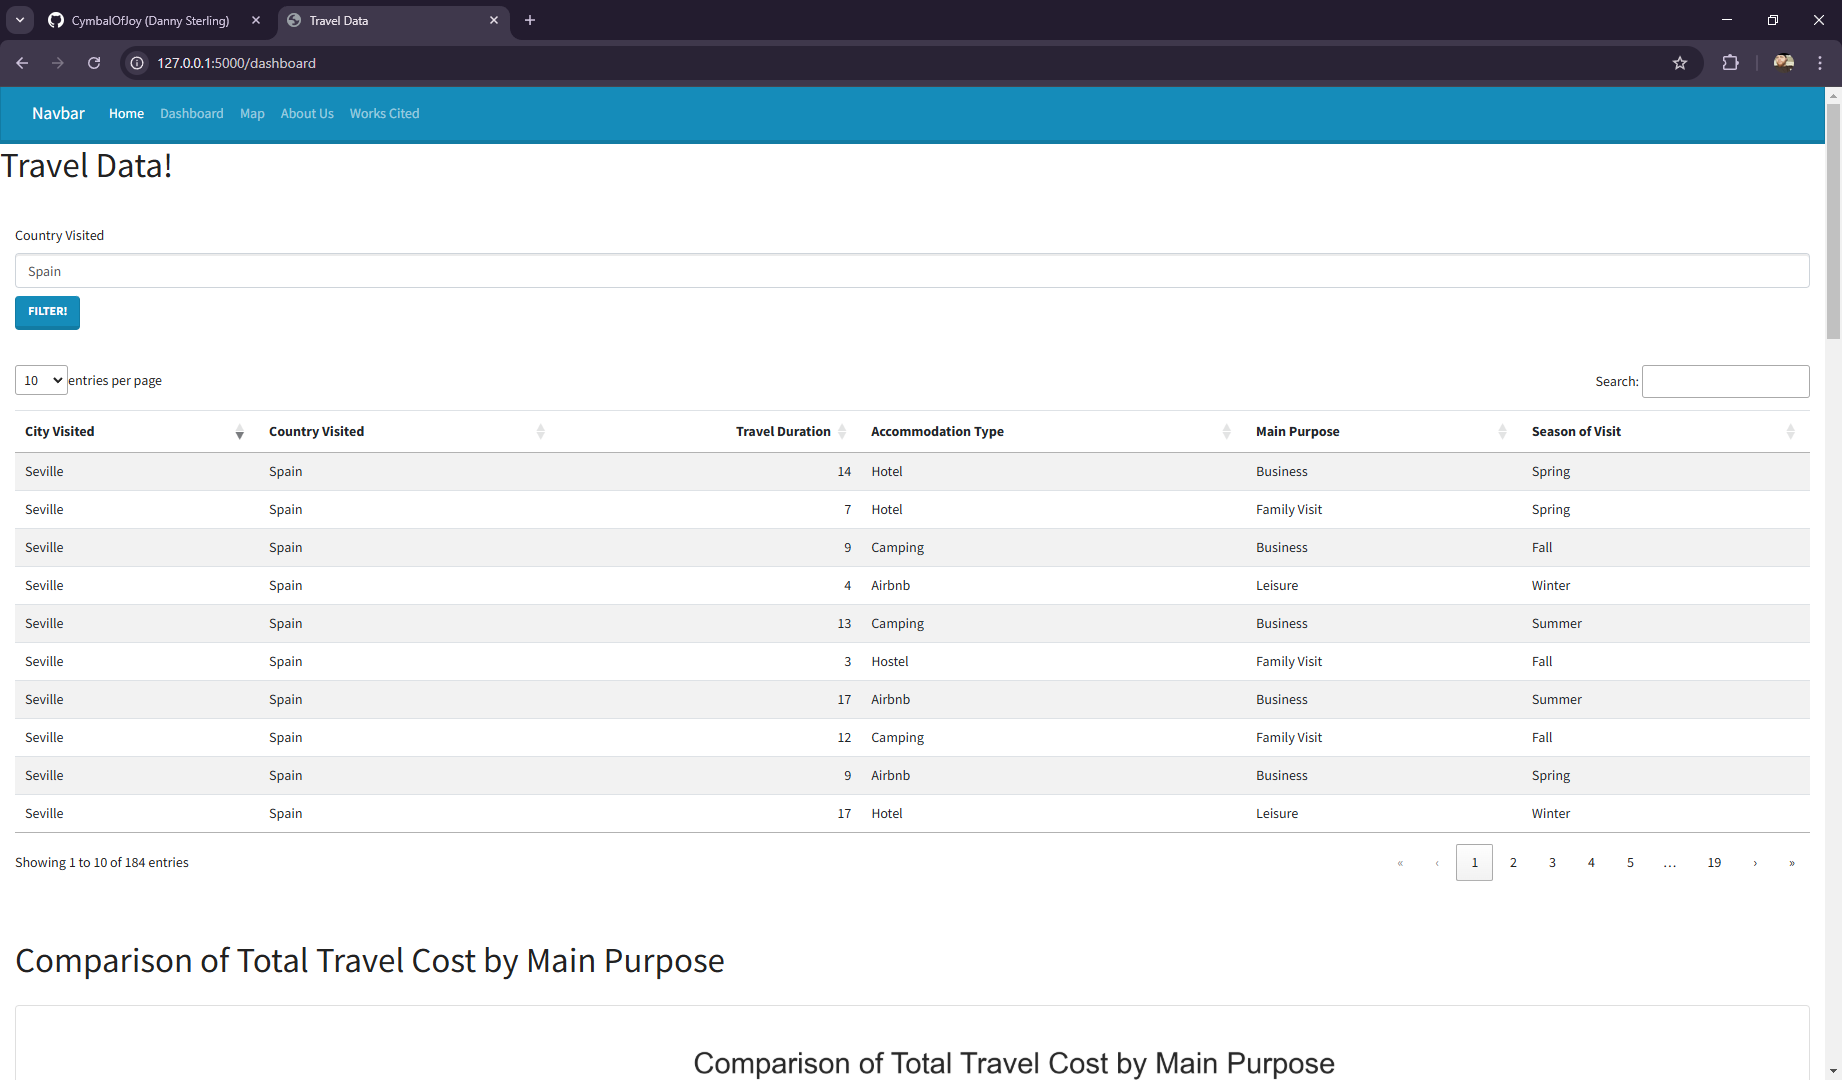 CymbalOfJoy (Danny Sterling) Travel Data
127.0.0.1:5000/dashboard
Navbar Home Dashboard Map About Us Works Cited
Travel Data!
Country Visited
Spain
FILTER!
10 entries per page Search:
City Visited Country Visited Travel Duration Accommodation Type Main Purpose Season of Visit
Seville Spain 14 Hotel Business Spring
Seville Spain 7 Hotel Family Visit Spring
Seville Spain 9 Camping Business Fall
Seville Spain 4 Airbnb Leisure Winter
Seville Spain 13 Camping Business Summer
Seville Spain 3 Hostel Family Visit Fall
Seville Spain 17 Airbnb Business Summer
Seville Spain 12 Camping Family Visit Fall
Seville Spain 9 Airbnb Business Spring
Seville Spain 17 Hotel Leisure Winter
Showing 1 to 10 of 184 entries « ‹ 1 2 3 4 5 … 19 › »
Comparison of Total Travel Cost by Main Purpose
Comparison of Total Travel Cost by Main Purpose